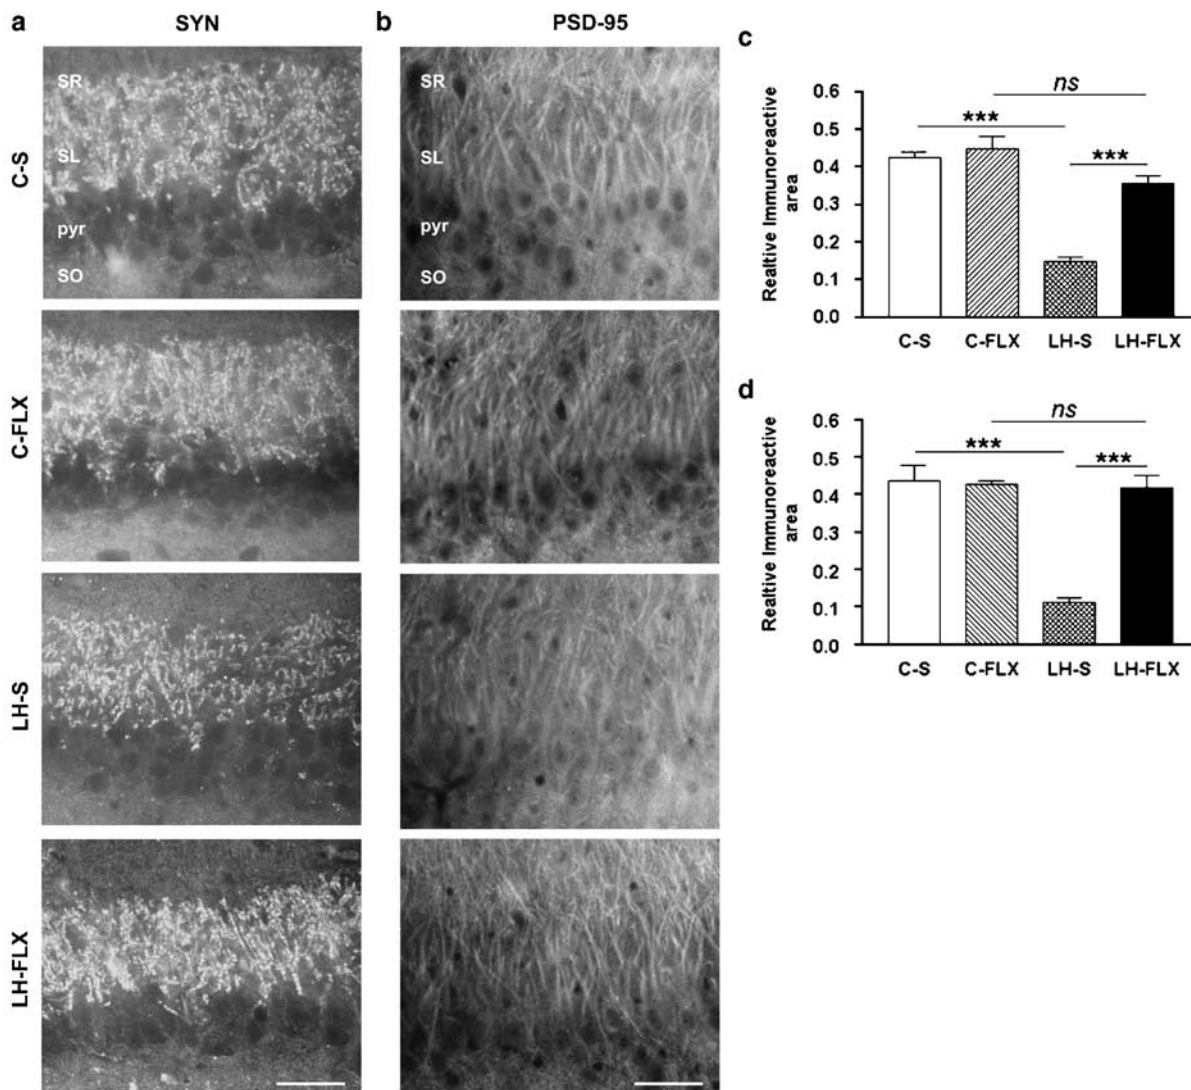 a SYN b PSD-95
C-S
SR
SL
pyr
SO
SR
SL
pyr
SO
C-FLX
LH-S
LH-FLX
c
Realtive Immunoreactive
area
0.6
0.5
0.4
0.3
0.2
0.1
0.0
ns
***
***
C-S C-FLX LH-S LH-FLX
d
Realtive Immunoreactive
area
0.6
0.5
0.4
0.3
0.2
0.1
0.0
ns
***
***
C-S C-FLX LH-S LH-FLX